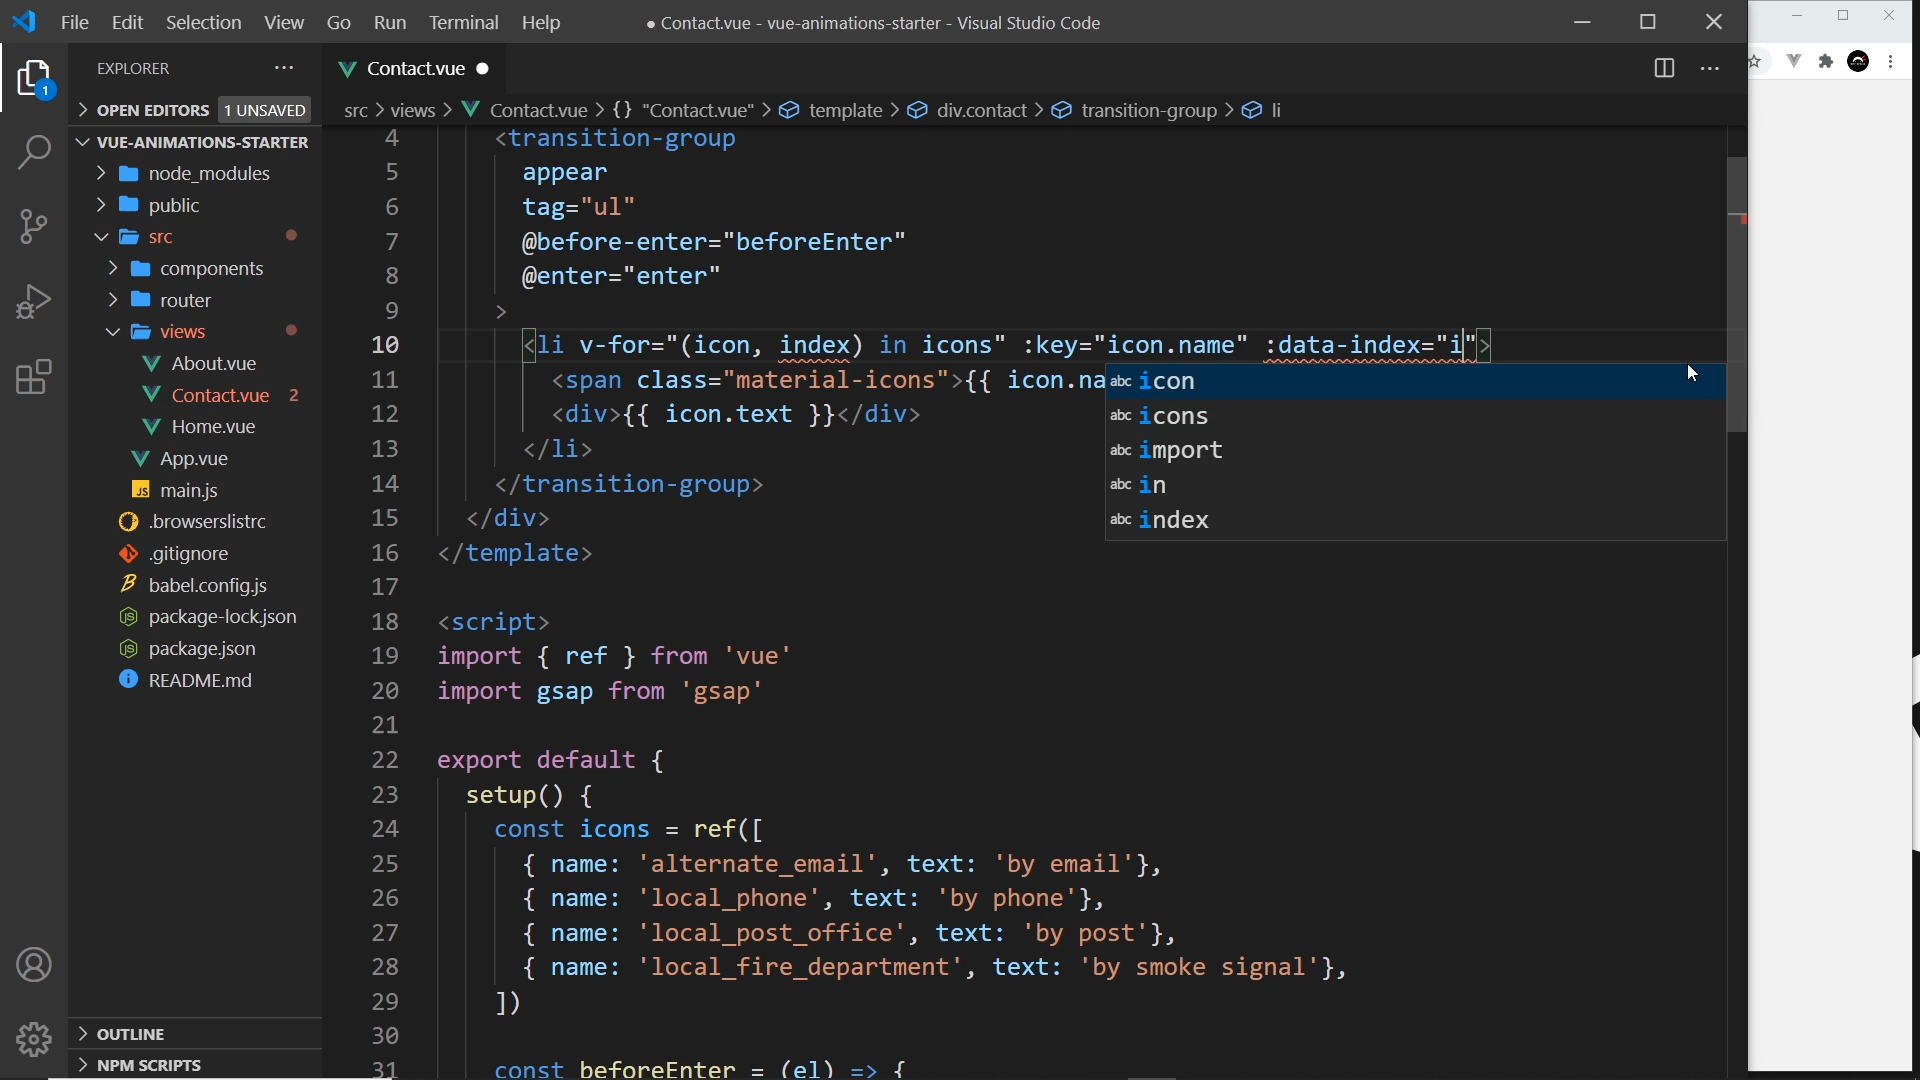 File Edit Selection View Go Run Terminal Help
● Contact.vue - vue-animations-starter - Visual Studio Code
1
EXPLORER
OPEN EDITORS 1 UNSAVED
VUE-ANIMATIONS-STARTER
node_modules
public
src
components
router
views
About.vue
Contact.vue 2
Home.vue
App.vue
JS main.js
.browserslistrc
.gitignore
babel.config.js
package-lock.json
package.json
README.md
OUTLINE
NPM SCRIPTS
Contact.vue
src > views > Contact.vue > {} "Contact.vue" > template > div.contact > transition-group > li
4 <transition-group
5 appear
6 tag="ul"
7 @before-enter="beforeEnter"
8 @enter="enter"
9 >
10 <li v-for="(icon, index) in icons" :key="icon.name" :data-index="i">
11 <span class="material-icons">{{ icon.na
12 <div>{{ icon.text }}</div>
13 </li>
14 </transition-group>
15 </div>
16 </template>
17
18 <script>
19 import { ref } from 'vue'
20 import gsap from 'gsap'
21
22 export default {
23 setup() {
24 const icons = ref([
25 { name: 'alternate_email', text: 'by email'},
26 { name: 'local_phone', text: 'by phone'},
27 { name: 'local_post_office', text: 'by post'},
28 { name: 'local_fire_department', text: 'by smoke signal'},
29 ])
30
31 const beforeEnter = (el) => {
abc icon
abc icons
abc import
abc in
abc index